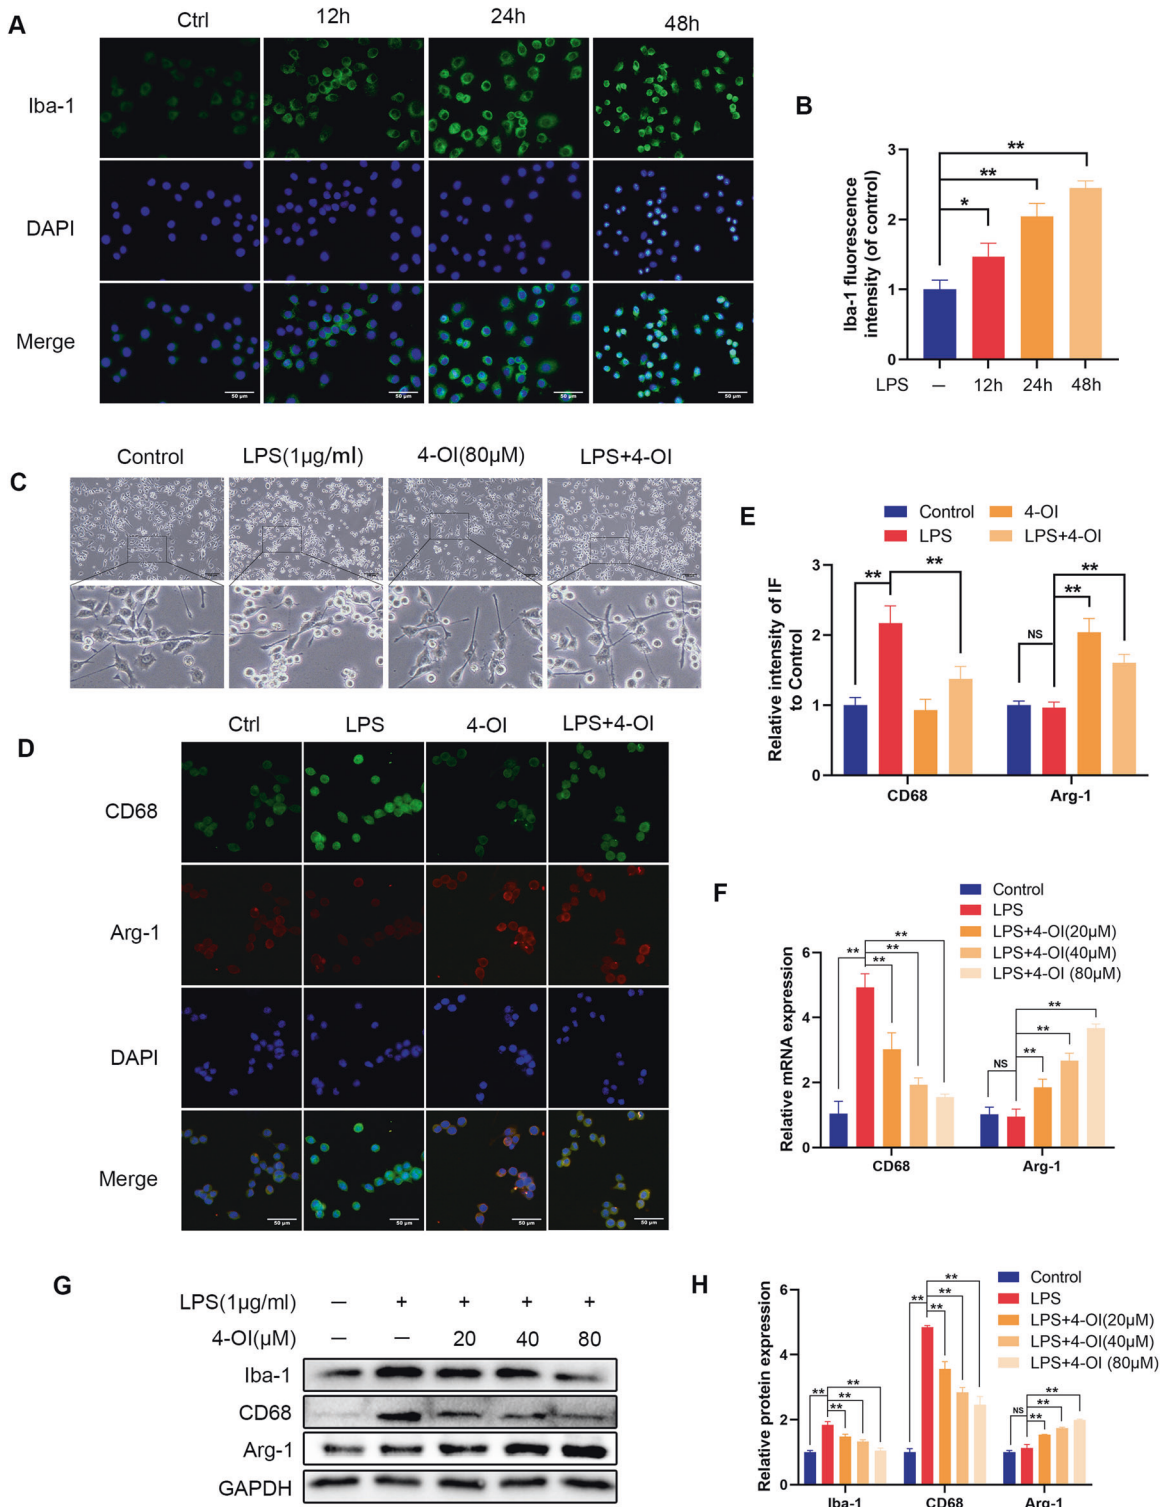 A
Ctrl 12h 24h 48h
Iba-1
DAPI
Merge
50 μm 50 μm 50 μm 50 μm
B
Iba-1 fluorescence
intensity (of control)
3
2
1
0
** 
**
*
LPS — 12h 24h 48h
C
Control LPS(1μg/ml) 4-OI(80μM) LPS+4-OI
D
Ctrl LPS 4-OI LPS+4-OI
CD68
Arg-1
DAPI
Merge
50 μm 50 μm 50 μm 50 μm
E
Control 4-OI
LPS LPS+4-OI
Relative intensity of IF
to Control
3
2
1
0
** ** NS ** **
CD68 Arg-1
F
Control
LPS
LPS+4-OI(20μM)
LPS+4-OI(40μM)
LPS+4-OI (80μM)
Relative mRNA expression
6
4
2
0
** ** ** ** NS ** ** **
CD68 Arg-1
G
LPS(1μg/ml) — + + + +
4-OI(μM) — — 20 40 80
Iba-1
CD68
Arg-1
GAPDH
H
Control
LPS
LPS+4-OI(20μM)
LPS+4-OI(40μM)
LPS+4-OI (80μM)
Relative protein expression
6
4
2
0
** ** ** ** ** ** ** ** NS ** ** **
Iba-1 CD68 Arg-1